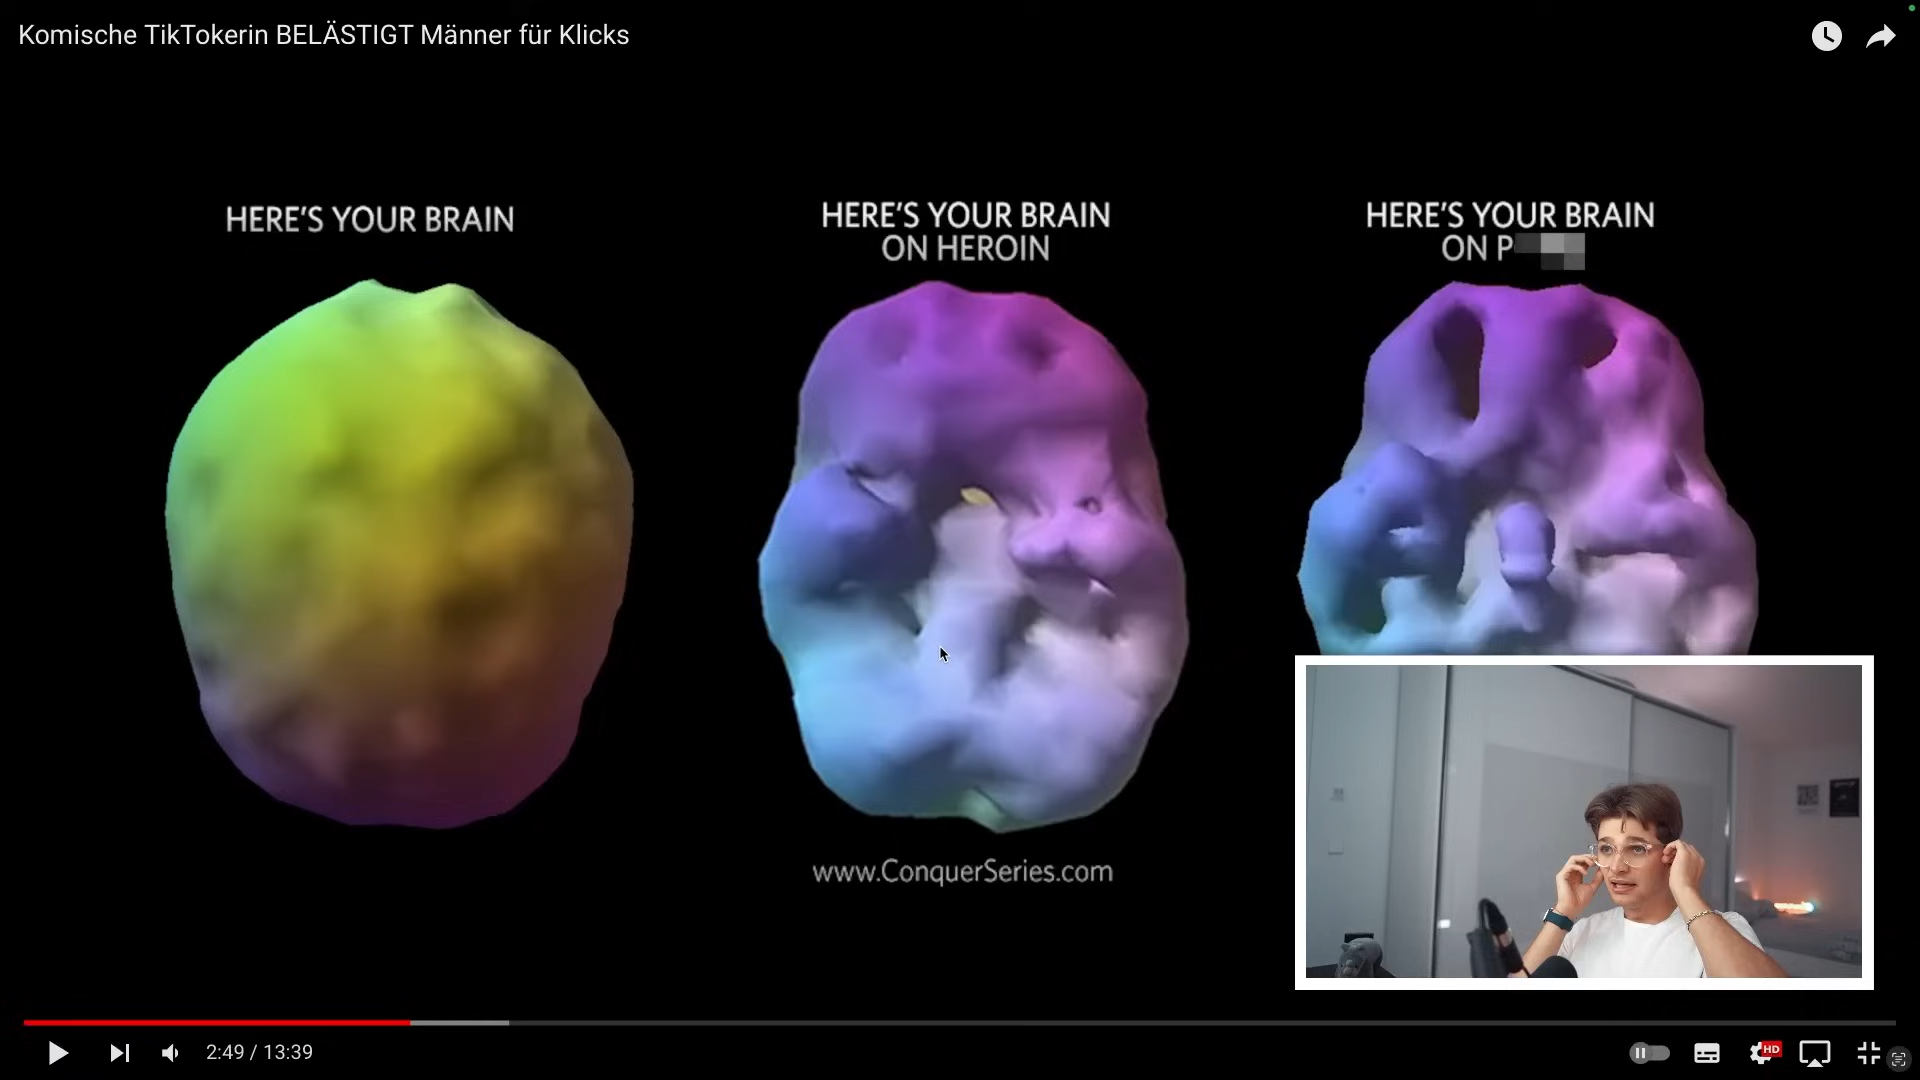 Komische TikTokerin BELÄSTIGT Männer für Klicks
HERE'S YOUR BRAIN
HERE'S YOUR BRAIN
ON HEROIN
HERE'S YOUR BRAIN
ON P
www.ConquerSeries.com
2:49 / 13:39
HD